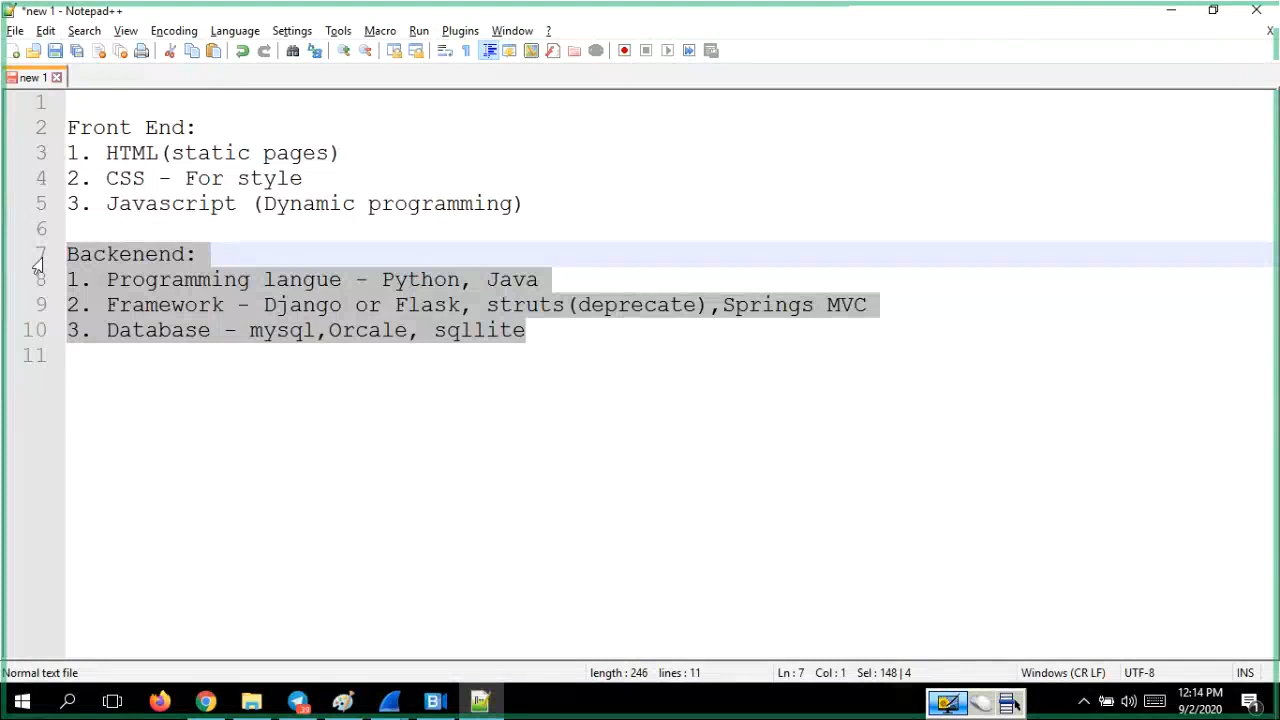 *new 1 - Notepad++
File Edit Search View Encoding Language Settings Tools Macro Run Plugins Window ? X
new 1
1
2 Front End:
3 1. HTML(static pages)
4 2. CSS - For style
5 3. Javascript (Dynamic programming)
6
7 Backenend:
8 1. Programming langue - Python, Java
9 2. Framework - Django or Flask, struts(deprecate),Springs MVC
10 3. Database - mysql,Orcale, sqllite
11
Normal text file length : 246 lines : 11 Ln : 7 Col : 1 Sel : 148 | 4 Windows (CR LF) UTF-8 INS
12:14 PM
9/2/2020